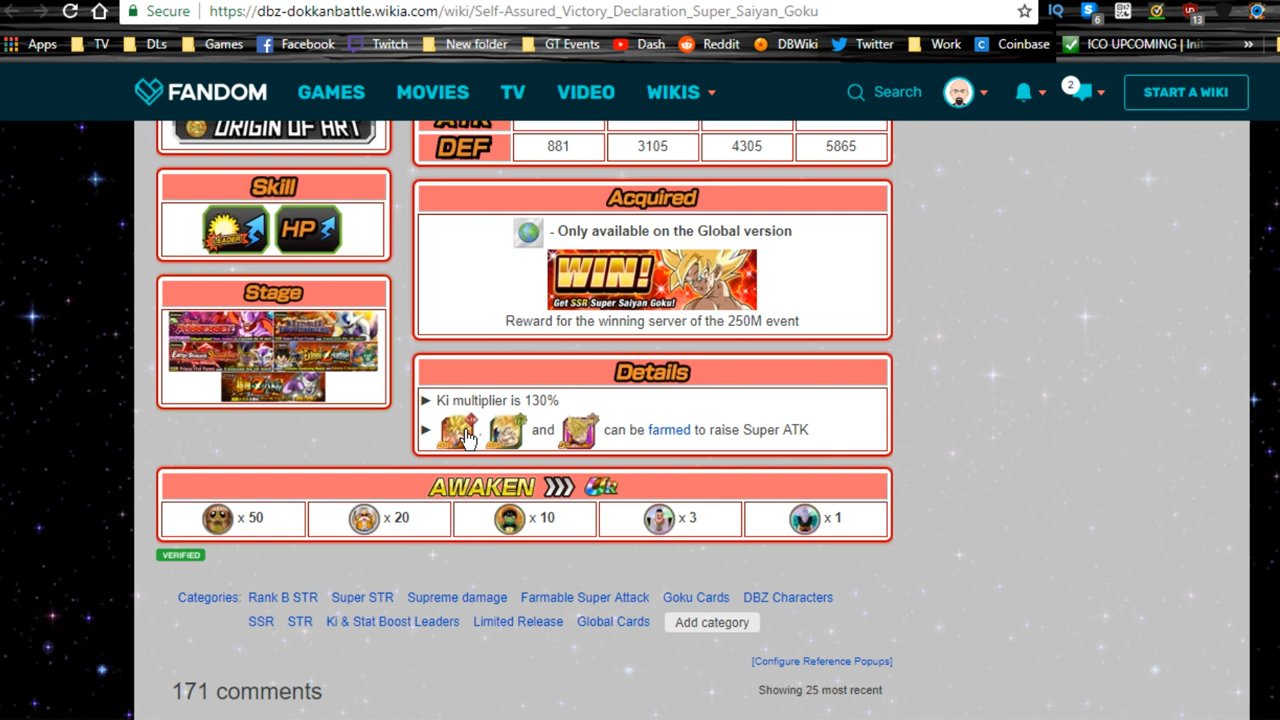 Secure https://dbz-dokkanbattle.wikia.com/wiki/Self-Assured_Victory_Declaration_Super_Saiyan_Goku
6 13
Apps TV DLs Games Facebook Twitch New folder GT Events Dash Reddit DBWiki Twitter Work Coinbase ICO UPCOMING | Init »
FANDOM GAMES MOVIES TV VIDEO WIKIS Search 2 START A WIKI
ORIGIN OF ART
ATK
DEF 881 3105 4305 5865
Skill
LEADER HP
Stage
Acquired
- Only available on the Global version
WIN!
Get SSR Super Saiyan Goku!
Reward for the winning server of the 250M event
Details
► Ki multiplier is 130%
► , and can be farmed to raise Super ATK
AWAKEN UR
x 50 x 20 x 10 x 3 x 1
VERIFIED
Categories: Rank B STR Super STR Supreme damage Farmable Super Attack Goku Cards DBZ Characters
SSR STR Ki & Stat Boost Leaders Limited Release Global Cards Add category
[Configure Reference Popups]
171 comments
Showing 25 most recent